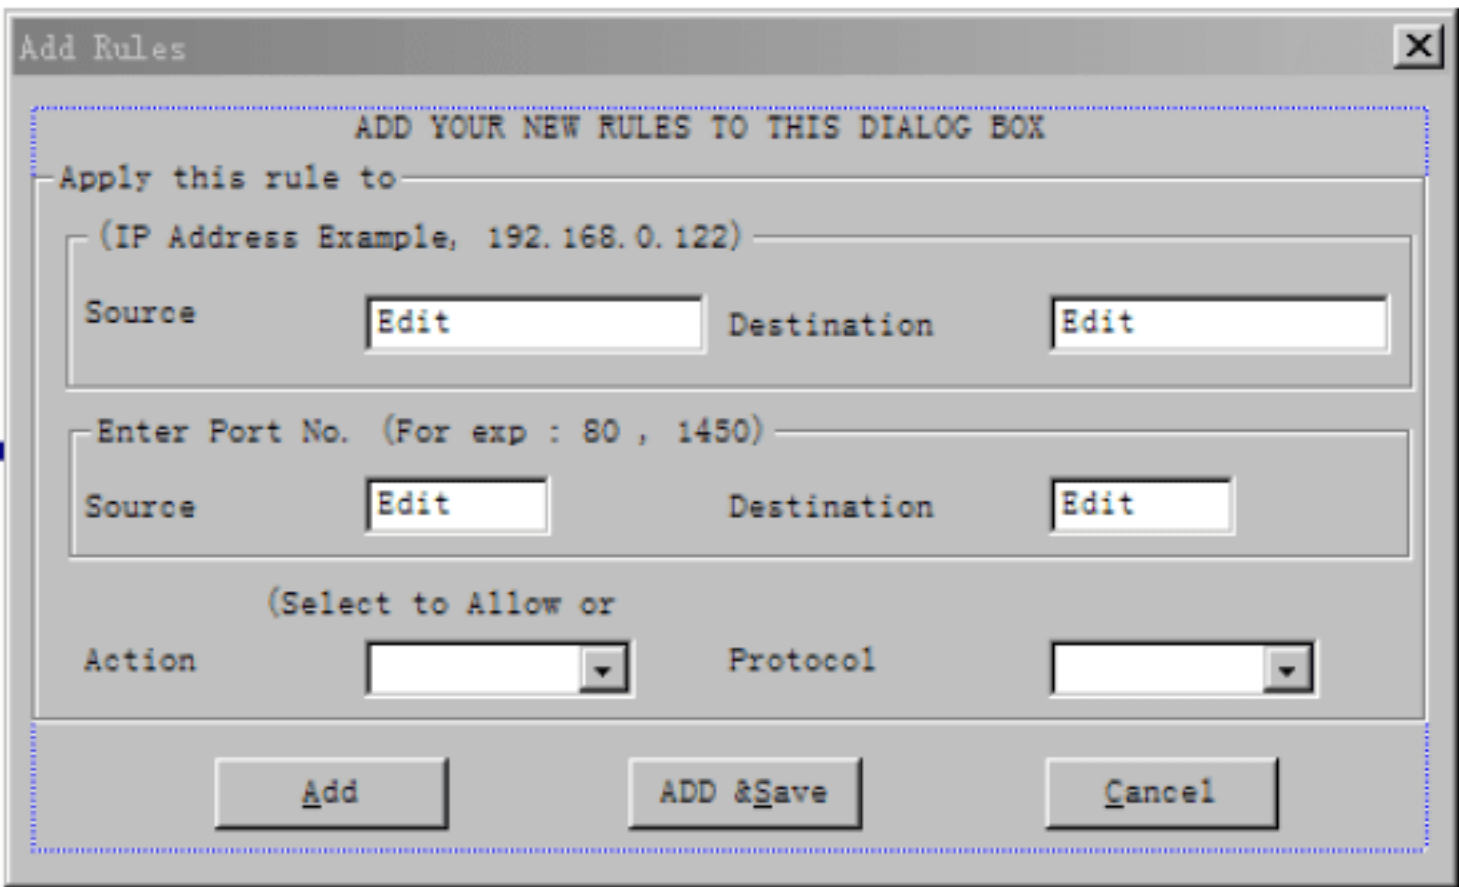 Add Rules
ADD YOUR NEW RULES TO THIS DIALOG BOX
Apply this rule to
(IP Address Example, 192.168.0.122)
Source Edit Destination Edit
Enter Port No. (For exp : 80 , 1450)
Source Edit Destination Edit
(Select to Allow or
Action Protocol
Add ADD &Save Cancel